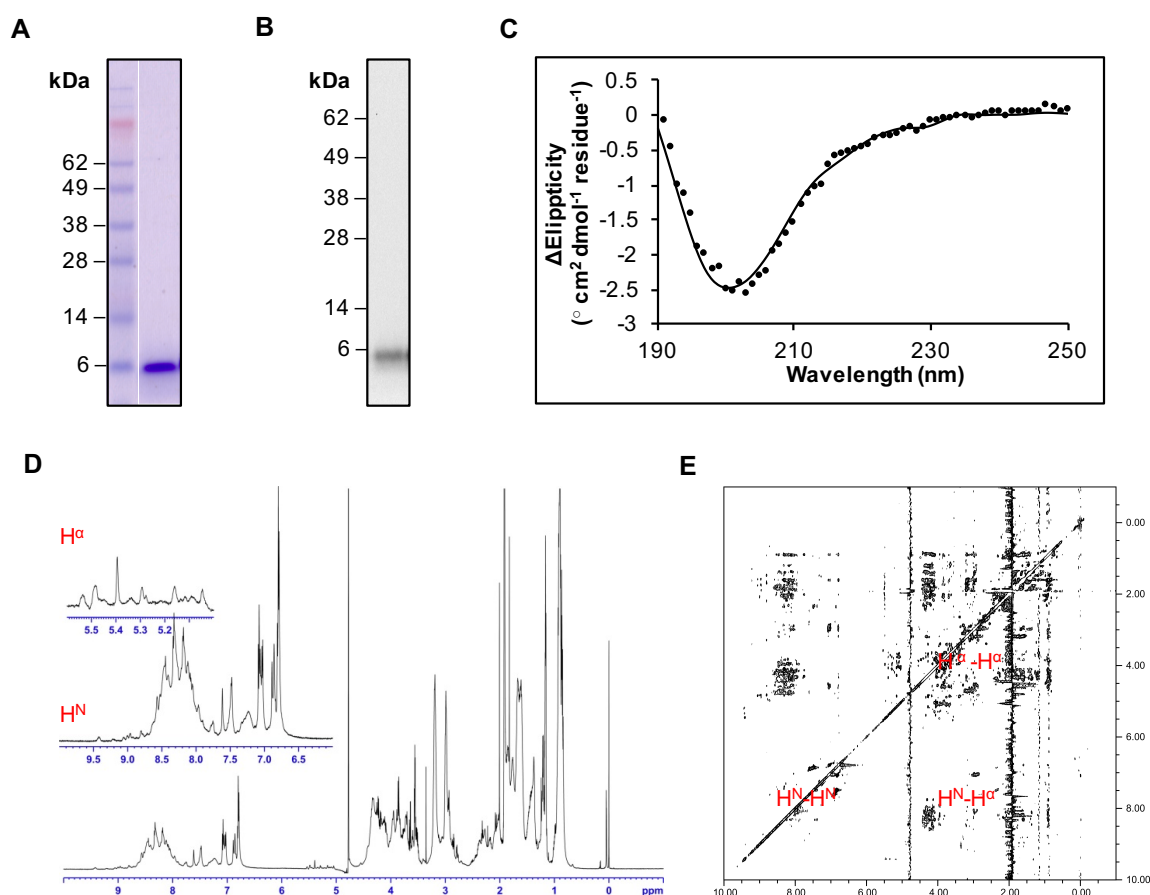 A
kDa
62
49
38
28
14
6
B
kDa
62
49
38
28
14
6
C
ΔElippticity
(° cm² dmol⁻¹ residue⁻¹)
0.5
0
-0.5
-1
-1.5
-2
-2.5
-3
190 210 230 250
Wavelength (nm)
D
Hα
5.5 5.4 5.3 5.2
HN
9.5 9.0 8.5 8.0 7.5 7.0 6.5
9 8 7 6 5 4 3 2 1 0 ppm
E
0.00
2.00
4.00
6.00
8.00
10.00
Hα-Hα
HN-HN HN-Hα
10.00 8.00 6.00 4.00 2.00 0.00